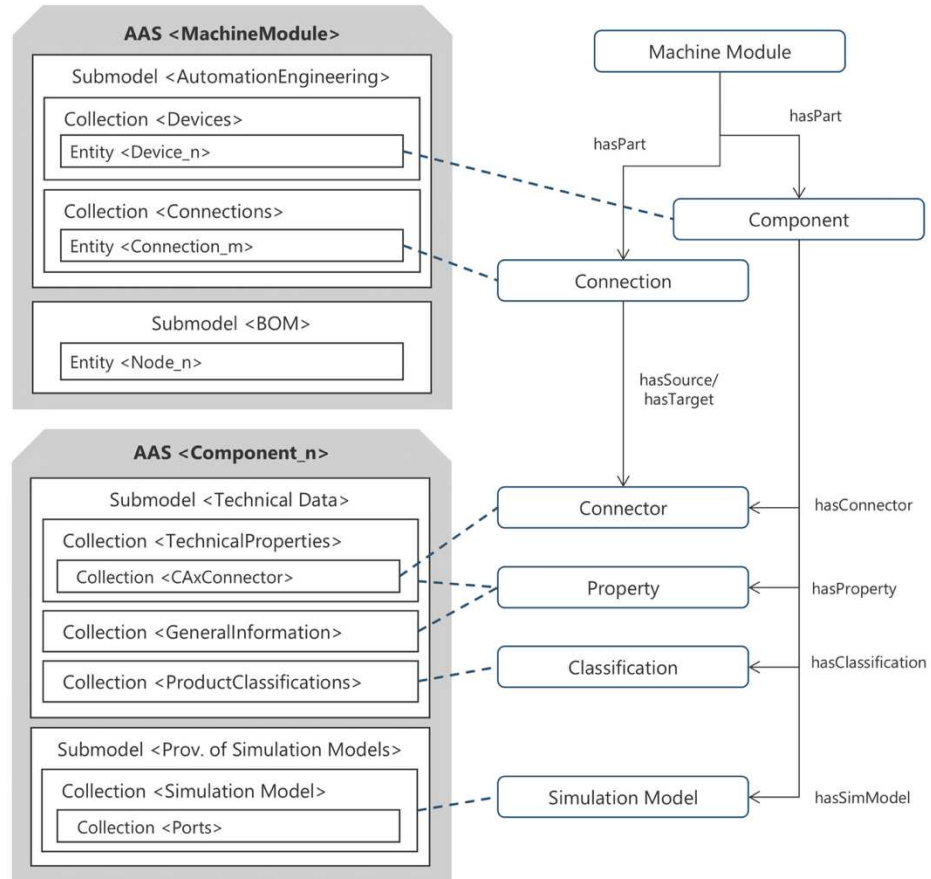 AAS <MachineModule>
Submodel <AutomationEngineering>
Collection <Devices>
Entity <Device_n>
Collection <Connections>
Entity <Connection_m>
Submodel <BOM>
Entity <Node_n>
AAS <Component_n>
Submodel <Technical Data>
Collection <TechnicalProperties>
Collection <CAxConnector>
Collection <GeneralInformation>
Collection <ProductClassifications>
Submodel <Prov. of Simulation Models>
Collection <Simulation Model>
Collection <Ports>
Machine Module
hasPart
hasPart
Component
Connection
hasSource/
hasTarget
Connector
hasConnector
Property
hasProperty
Classification
hasClassification
Simulation Model
hasSimModel